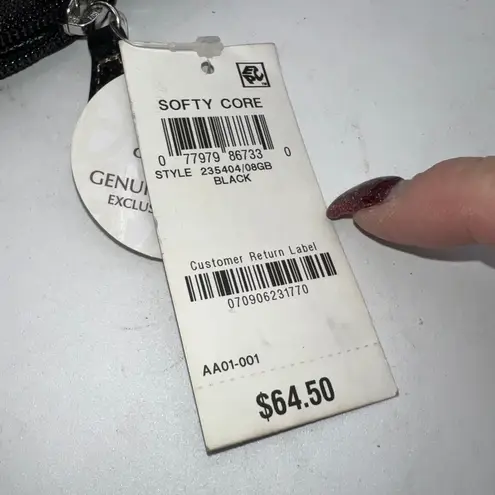 SOFTY CORE
0 77979 86733 0
STYLE 235404/08GB
BLACK
GENUI
EXCLUS
Customer Return Label
070906231770
AA01-001
$64.50